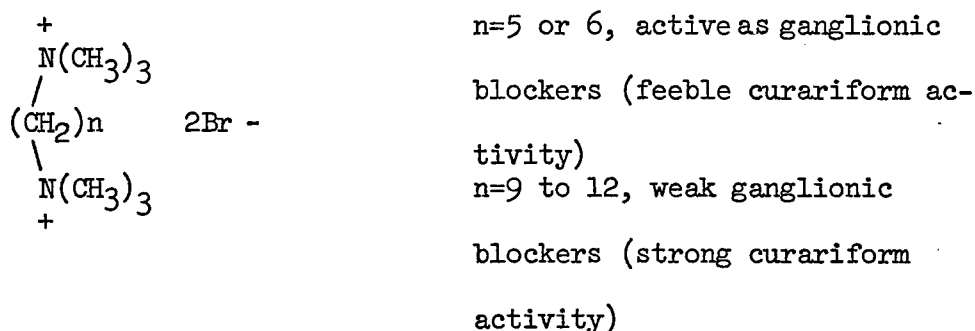 +
N(CH3)3
(CH2)n 2Br -
N(CH3)3
+
n=5 or 6, active as ganglionic
blockers (feeble curariform ac-
tivity)
n=9 to 12, weak ganglionic
blockers (strong curariform
activity)